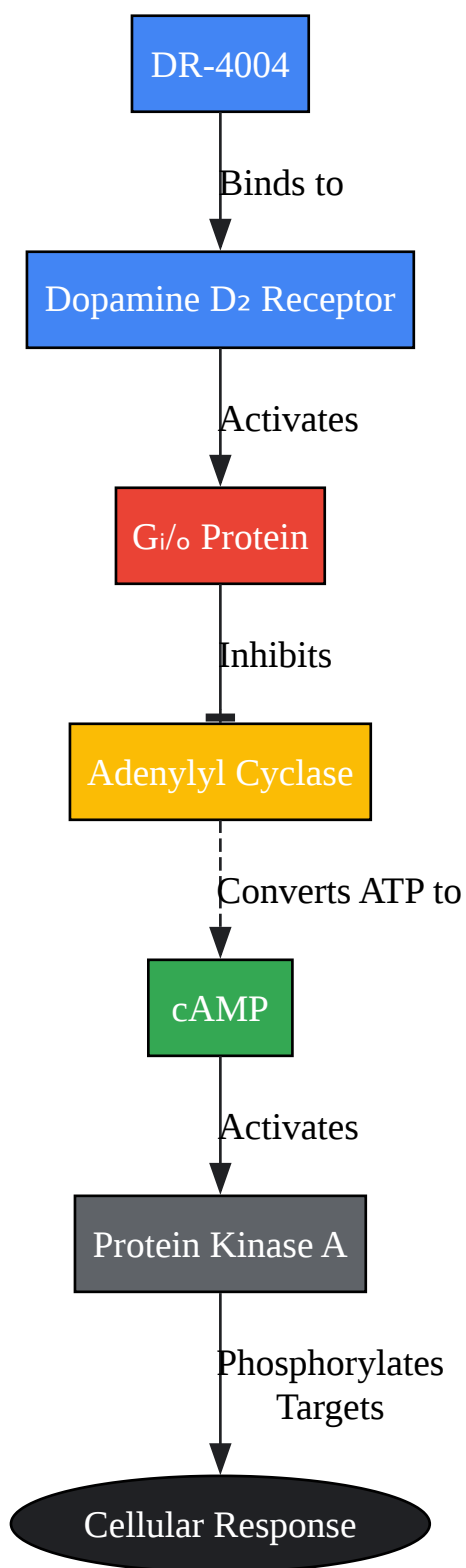 DR-4004
Binds to
Dopamine D₂ Receptor
Activates
Gᵢ/ₒ Protein
Inhibits
Adenylyl Cyclase
Converts ATP to
cAMP
Activates
Protein Kinase A
Phosphorylates
Targets
Cellular Response